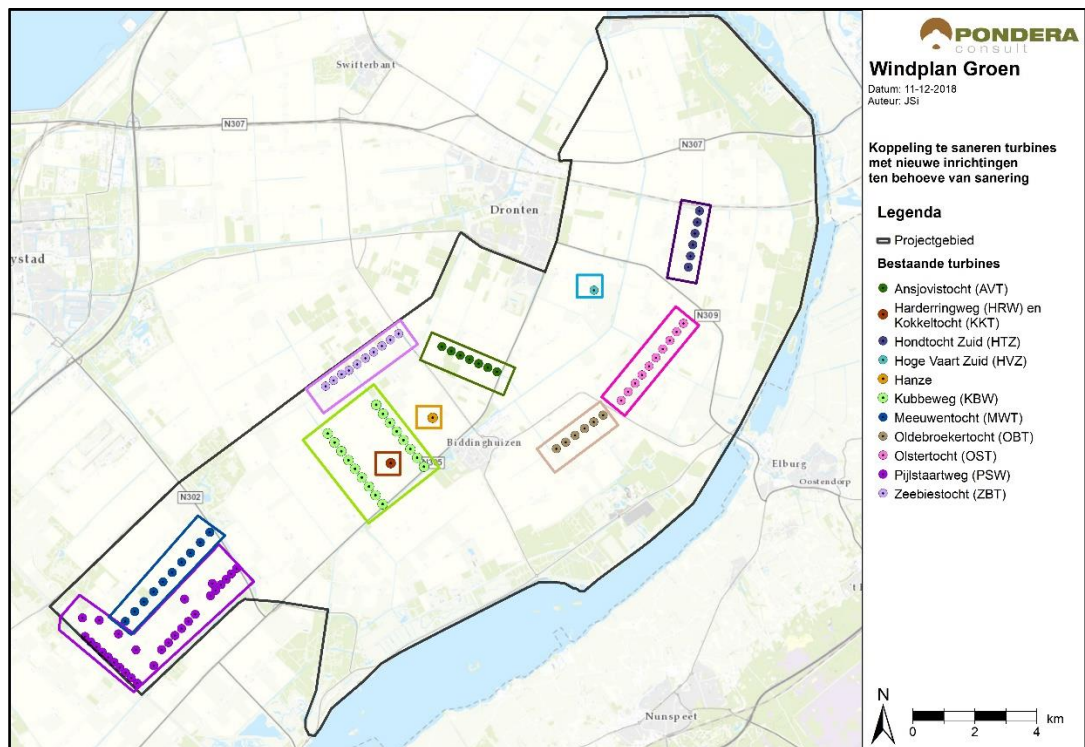 Swifterbant
N307
N307
Dronten
ystad
N309
Biddinghuizen
N305
N302
Elburg
Oostendorp
Nunspeet
PONDERA
consult
Windplan Groen
Datum: 11-12-2018
Auteur: JSi
Koppeling te saneren turbines
met nieuwe inrichtingen
ten behoeve van sanering
Legenda
Projectgebied
Bestaande turbines
Ansjovistocht (AVT)
Harderringweg (HRW) en
Kokkeltocht (KKT)
Hondtocht Zuid (HTZ)
Hoge Vaart Zuid (HVZ)
Hanze
Kubbeweg (KBW)
Meeuwentocht (MWT)
Oldebroekertocht (OBT)
Olstertocht (OST)
Pijlstaartweg (PSW)
Zeebiestocht (ZBT)
N
km
0 2 4